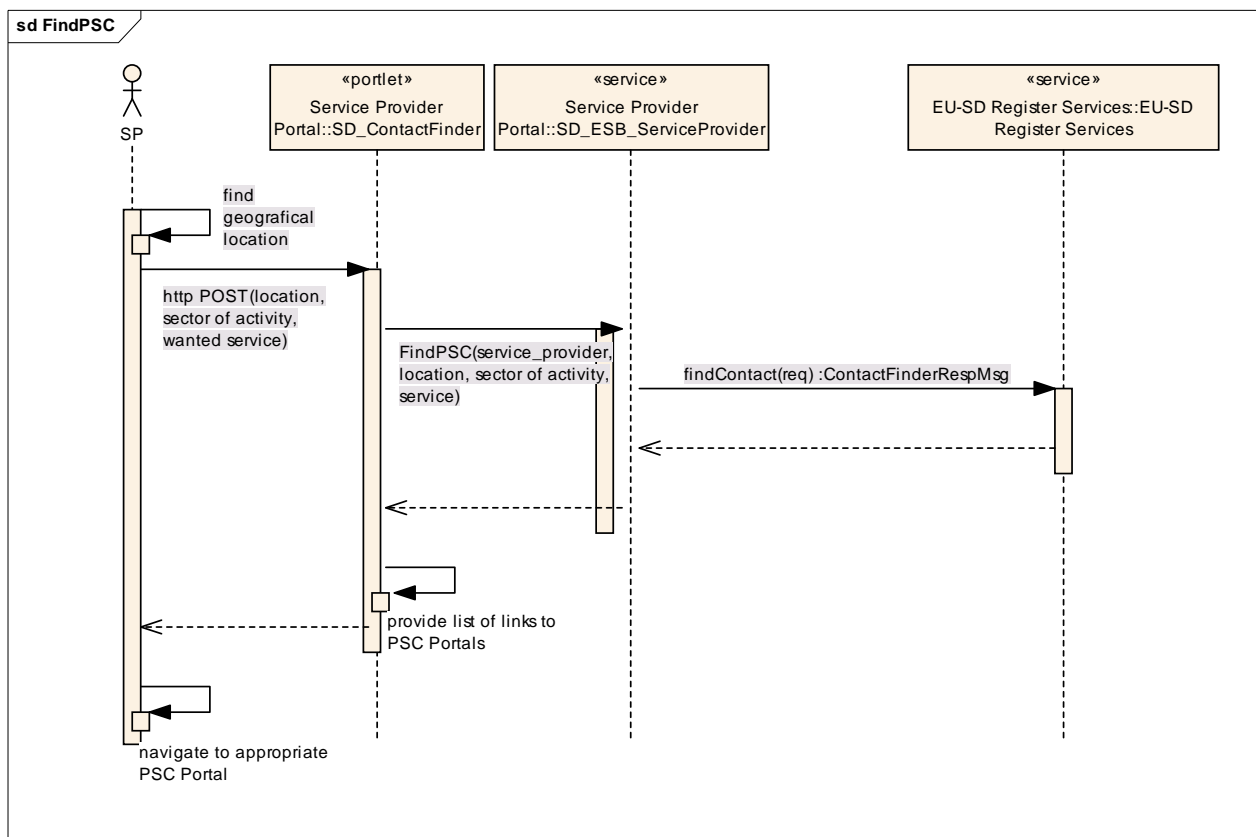 sd FindPSC
SP
«portlet»
Service Provider
Portal::SD_ContactFinder
«service»
Service Provider
Portal::SD_ESB_ServiceProvider
«service»
EU-SD Register Services::EU-SD
Register Services
find
geografical
location
http POST(location,
sector of activity,
wanted service)
FindPSC(service_provider,
location, sector of activity,
service)
findContact(req) :ContactFinderRespMsg
provide list of links to
PSC Portals
navigate to appropriate
PSC Portal